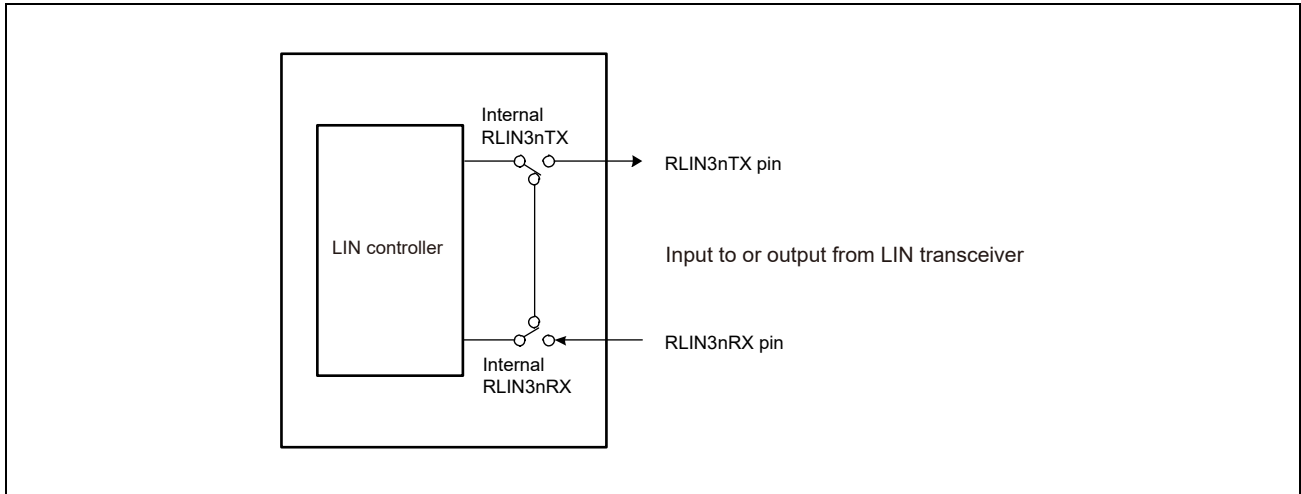 Internal
RLIN3nTX
RLIN3nTX pin
LIN controller
Input to or output from LIN transceiver
RLIN3nRX pin
Internal
RLIN3nRX